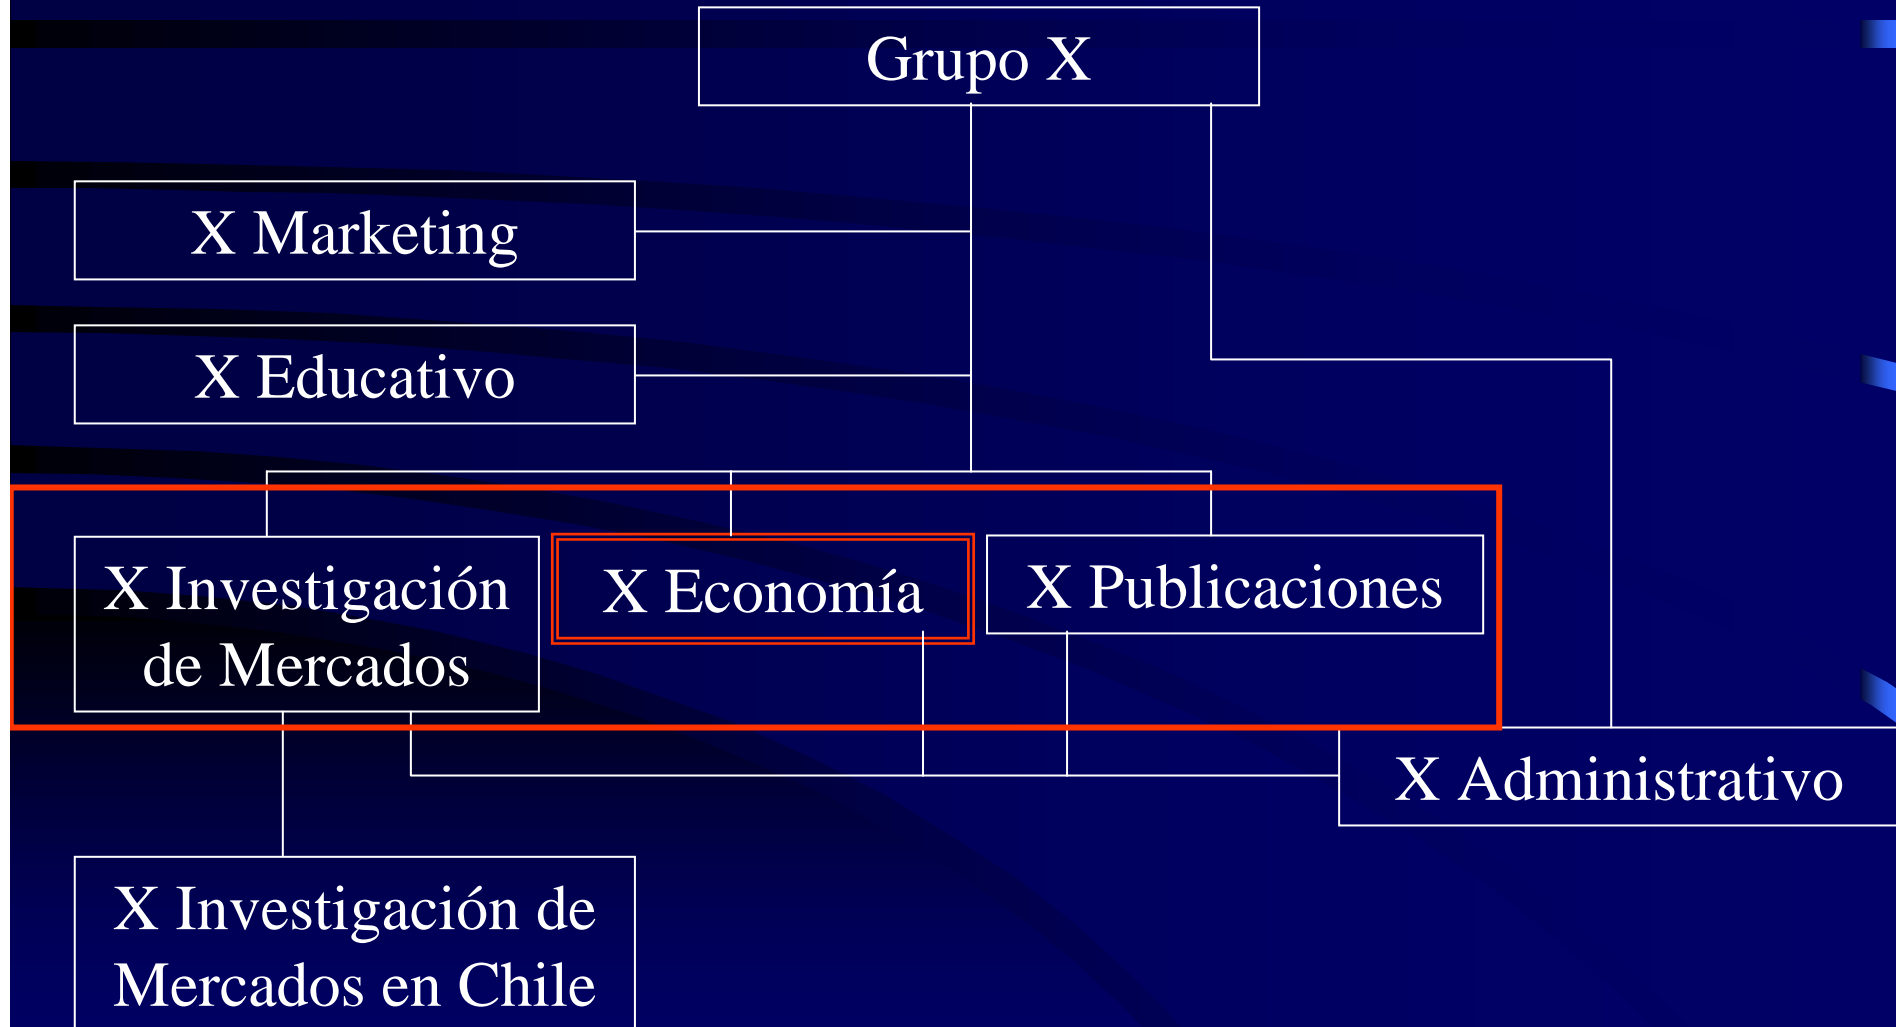 Grupo X
X Marketing
X Educativo
X Investigación
de Mercados
X Economía
X Publicaciones
X Administrativo
X Investigación de
Mercados en Chile